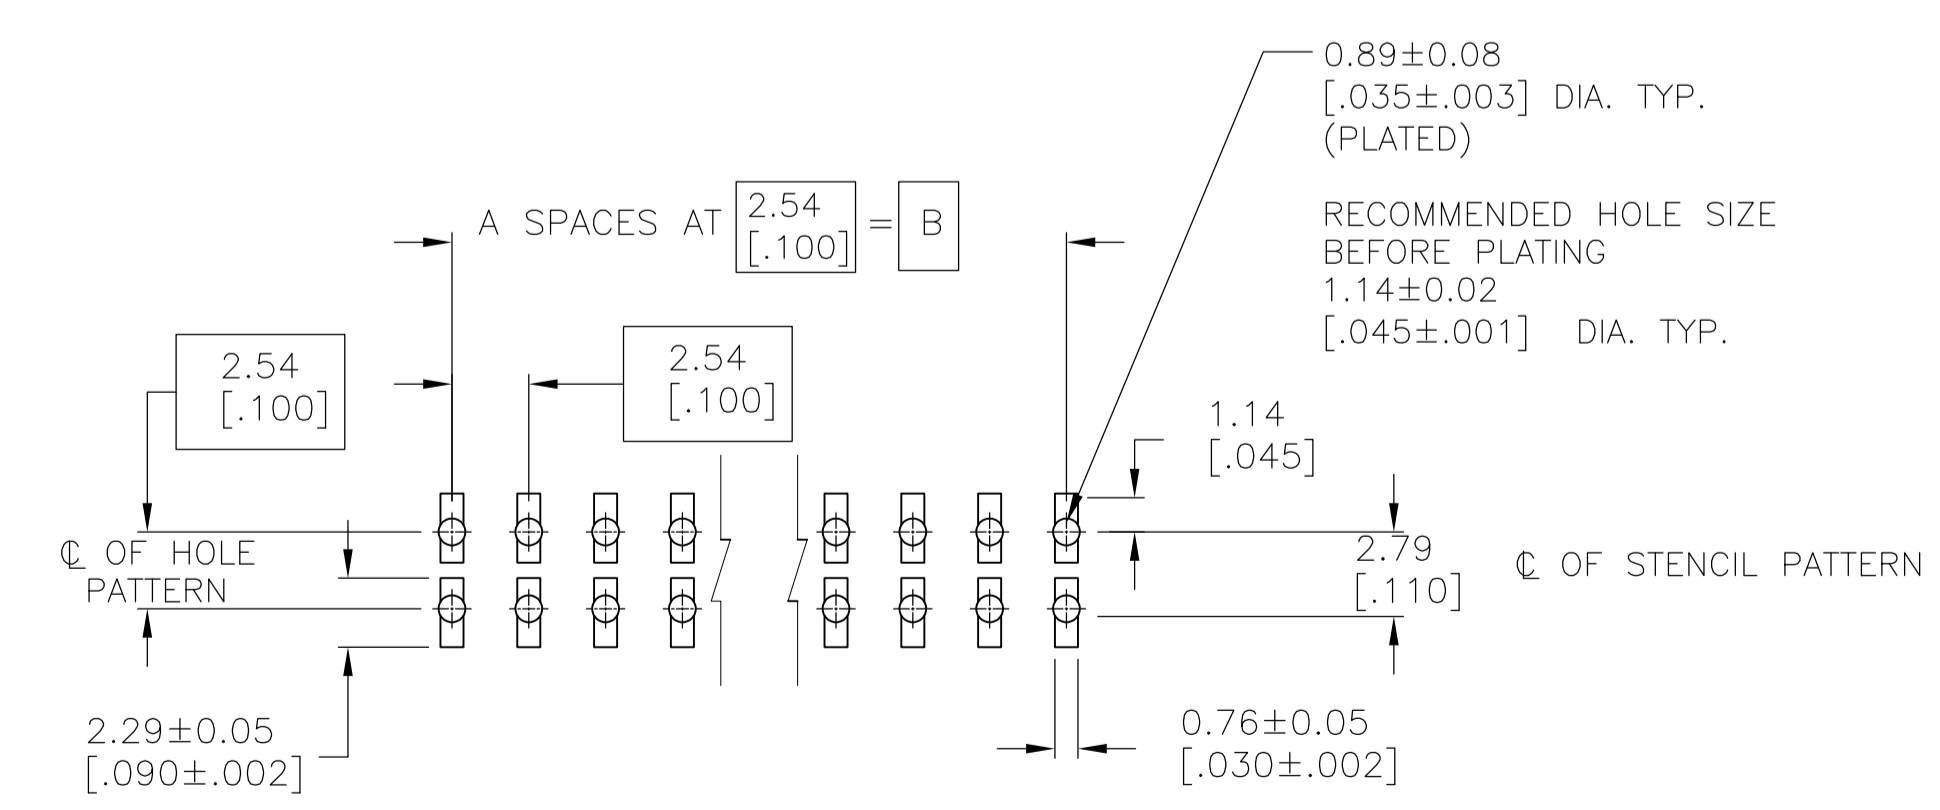 0.89±0.08
[.035±.003] DIA. TYP.
(PLATED)
RECOMMENDED HOLE SIZE
BEFORE PLATING
1.14±0.02
[.045±.001] DIA. TYP.
A SPACES AT 2.54 [.100] = B
2.54
[.100]
2.54
[.100]
1.14
[.045]
℄ OF HOLE
PATTERN
2.79
[.110]
℄ OF STENCIL PATTERN
2.29±0.05
[.090±.002]
0.76±0.05
[.030±.002]